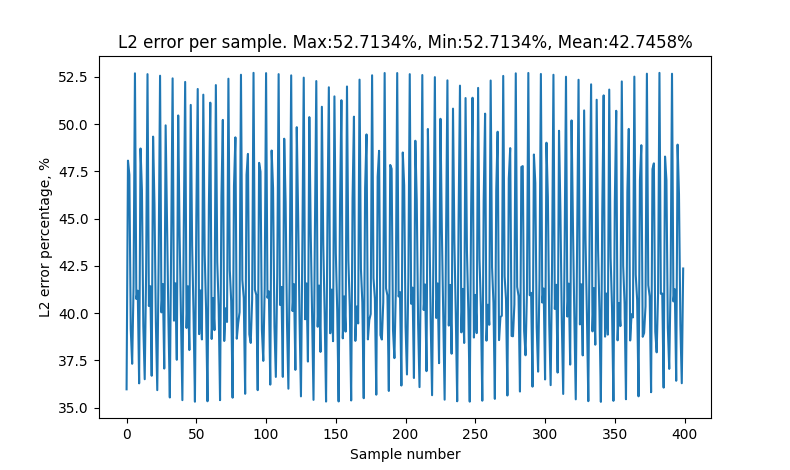 L2 error per sample. Max:52.7134%, Min:52.7134%, Mean:42.7458%
52.5
50.0
47.5
45.0
42.5
40.0
37.5
35.0
L2 error percentage, %
0 50 100 150 200 250 300 350 400
Sample number